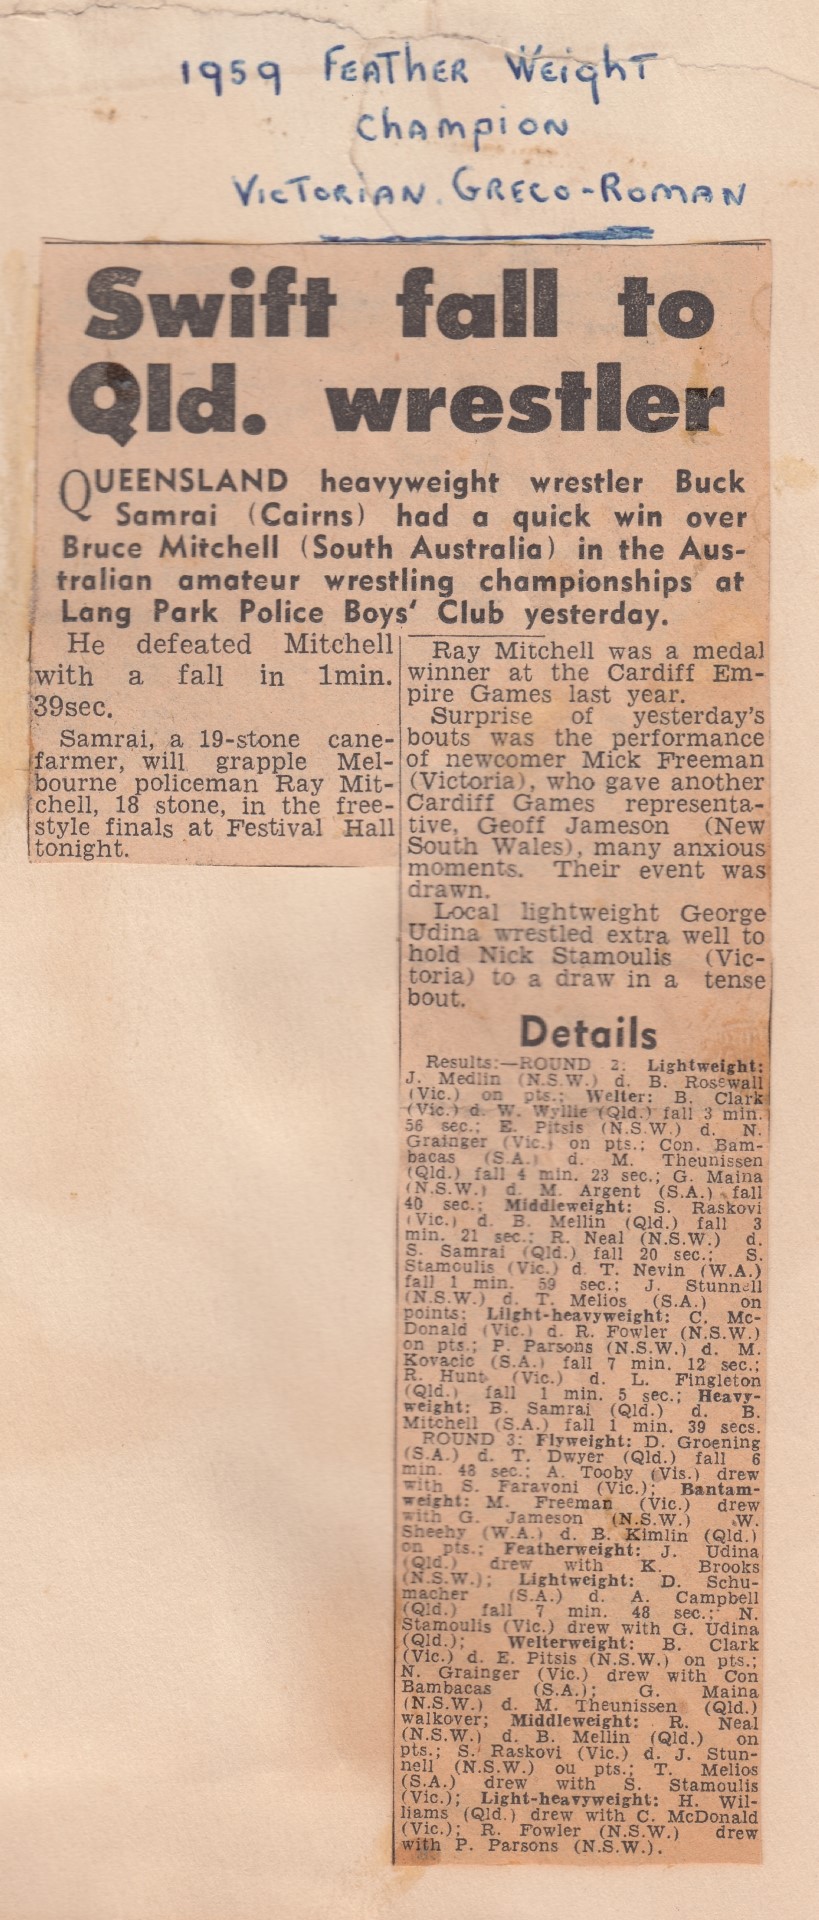 1959 FEATHER WEIGHT
CHAMPION
VICTORIAN. GRECO-ROMAN
Swift fall to
Qld. wrestler
QUEENSLAND heavyweight wrestler Buck
Samrai (Cairns) had a quick win over
Bruce Mitchell (South Australia) in the Aus-
tralian amateur wrestling championships at
Lang Park Police Boys' Club yesterday.
He defeated Mitchell
with a fall in 1min.
39sec.
Samrai, a 19-stone cane-
farmer, will grapple Mel-
bourne policeman Ray Mit-
chell, 18 stone, in the free-
style finals at Festival Hall
tonight.
Ray Mitchell was a medal
winner at the Cardiff Em-
pire Games last year.
Surprise of yesterday's
bouts was the performance
of newcomer Mick Freeman
(Victoria), who gave another
Cardiff Games representa-
tive, Geoff Jameson (New
South Wales), many anxious
moments. Their event was
drawn.
Local lightweight George
Udina wrestled extra well to
hold Nick Stamoulis (Vic-
toria) to a draw in a tense
bout.
Details
Results:—ROUND 2: Lightweight:
J. Medlin (N.S.W.) d. B. Rosewall
(Vic.) on pts.; Welter: B. Clark
(Vic.) d. W. Wyllie (Qld.) fall 3 min.
56 sec.; E. Pitsis (N.S.W.) d. N.
Grainger (Vic.) on pts.; Con. Bam-
bacas (S.A.) d. M. Theunissen
(Qld.) fall 4 min. 23 sec.; G. Maina
(N.S.W.) d. M. Argent (S.A.) fall
40 sec.; Middleweight: S. Raskovi
(Vic.) d. B. Mellin (Qld.) fall 3
min. 21 sec.; R. Neal (N.S.W.) d.
S. Samrai (Qld.) fall 20 sec.; S.
Stamoulis (Vic.) d. T. Nevin (W.A.)
fall 1 min. 59 sec.; J. Stunnell
(N.S.W.) d. T. Melios (S.A.) on
points; Lilght-heavyweight: C. Mc-
Donald (Vic.) d. R. Fowler (N.S.W.)
on pts.; P. Parsons (N.S.W.) d. M.
Kovacic (S.A.) fall 7 min. 12 sec.;
R. Hunt (Vic.) d. L. Fingleton
(Qld.) fall 1 min. 5 sec.; Heavy-
weight: B. Samrai (Qld.) d. B.
Mitchell (S.A.) fall 1 min. 39 secs.
ROUND 3: Flyweight: D. Groening
(S.A.) d. T. Dwyer (Qld.) fall 6
min. 48 sec.; A. Tooby (Vis.) drew
with S. Faravoni (Vic.); Bantam-
weight: M. Freeman (Vic.) drew
with G. Jameson (N.S.W.) W.
Sheehy (W.A.) d. B. Kimlin (Qld.)
on pts.; Featherweight: J. Udina
(Qld.) drew with K. Brooks
(N.S.W.); Lightweight: D. Schu-
macher (S.A.) d. A. Campbell
(Qld.) fall 7 min. 48 sec.; N.
Stamoulis (Vic.) drew with G. Udina
(Qld.); Welterweight: B. Clark
(Vic.) d. E. Pitsis (N.S.W.) on pts.;
N. Grainger (Vic.) drew with Con
Bambacas (S.A.); G. Maina
(N.S.W.) d. M. Theunissen (Qld.)
walkover; Middleweight: R. Neal
(N.S.W.) d. B. Mellin (Qld.) on
pts.; S. Raskovi (Vic.) d. J. Stun-
nell (N.S.W.) ou pts.; T. Melios
(S.A.) drew with S. Stamoulis
(Vic.); Light-heavyweight: H. Wil-
liams (Qld.) drew with C. McDonald
(Vic.); R. Fowler (N.S.W.) drew
with P. Parsons (N.S.W.).